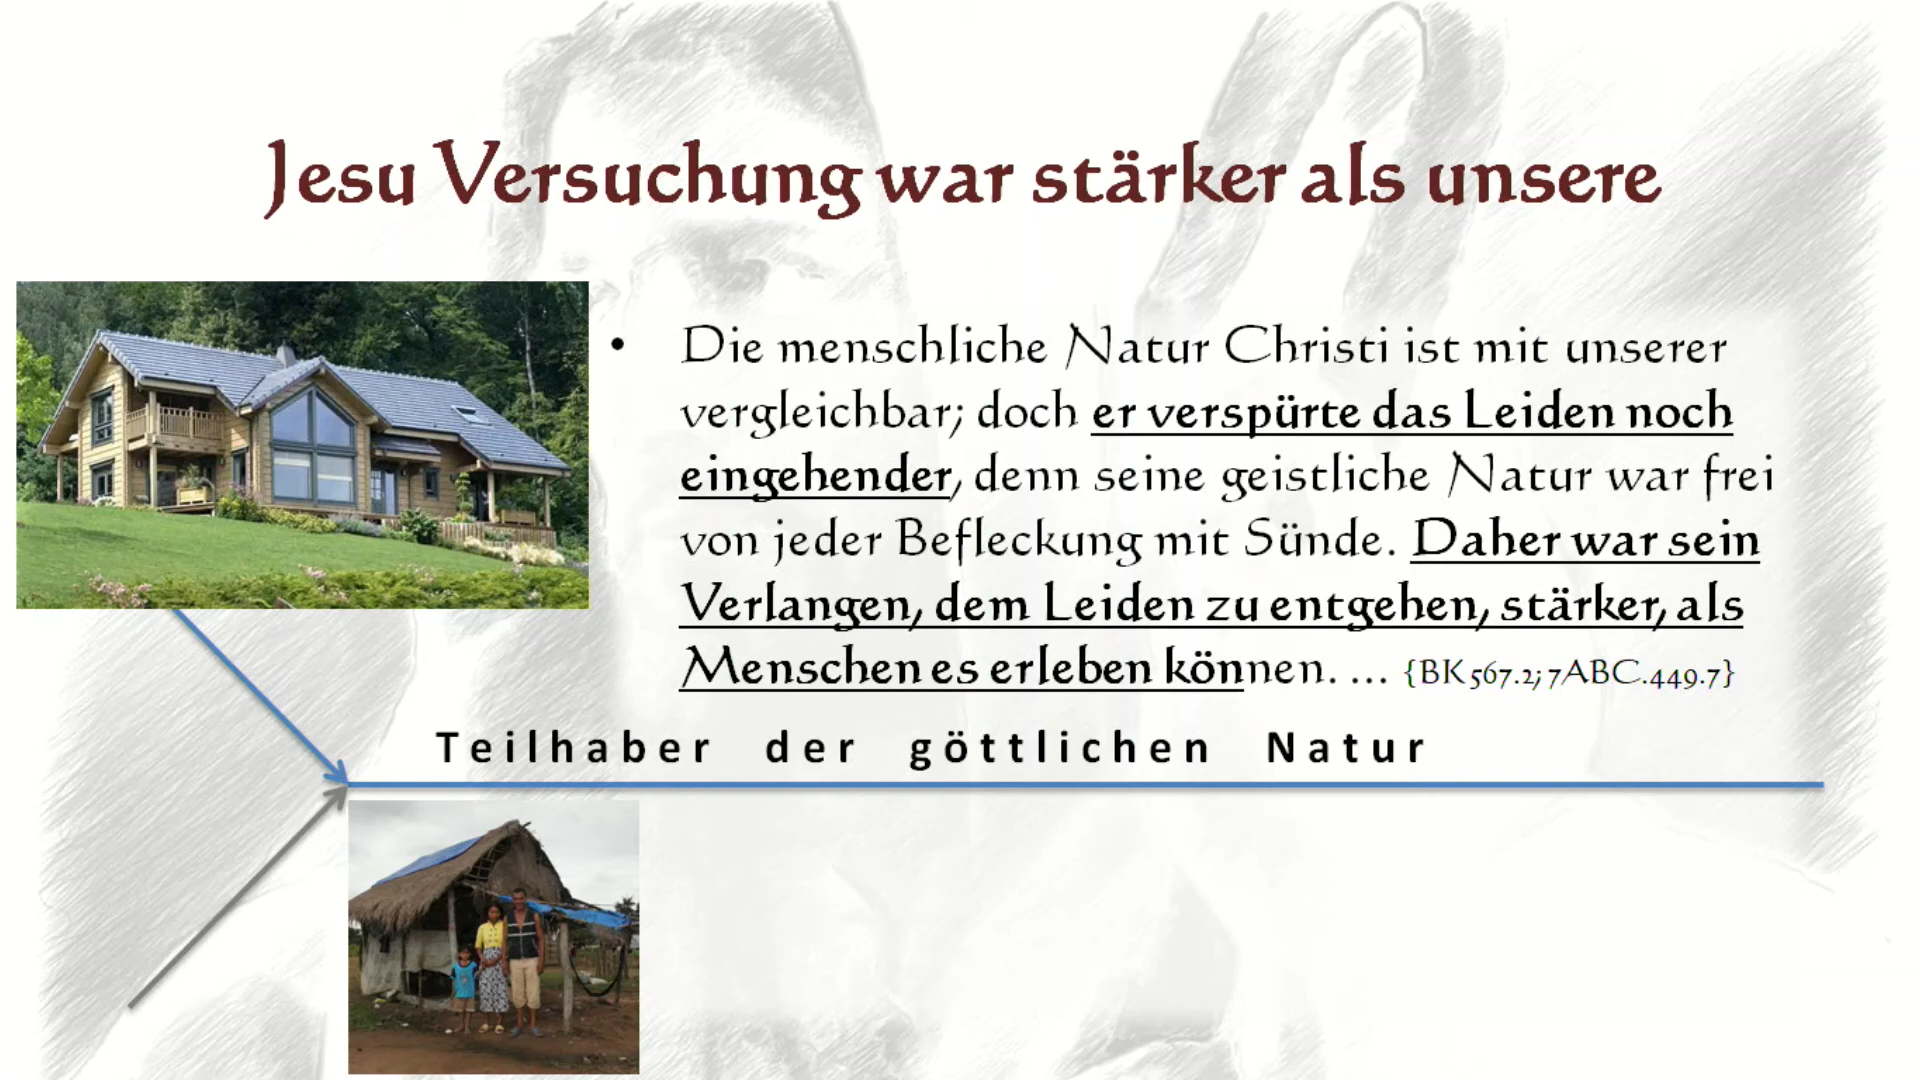 Jesu Versuchung war stärker als unsere
• Die menschliche Natur Christi ist mit unserer
vergleichbar; doch er verspürte das Leiden noch
eingehender, denn seine geistliche Natur war frei
von jeder Befleckung mit Sünde. Daher war sein
Verlangen, dem Leiden zu entgehen, stärker, als
Menschen es erleben können. ... {BK 567.2; 7ABC.449.7}
Teilhaber der göttlichen Natur